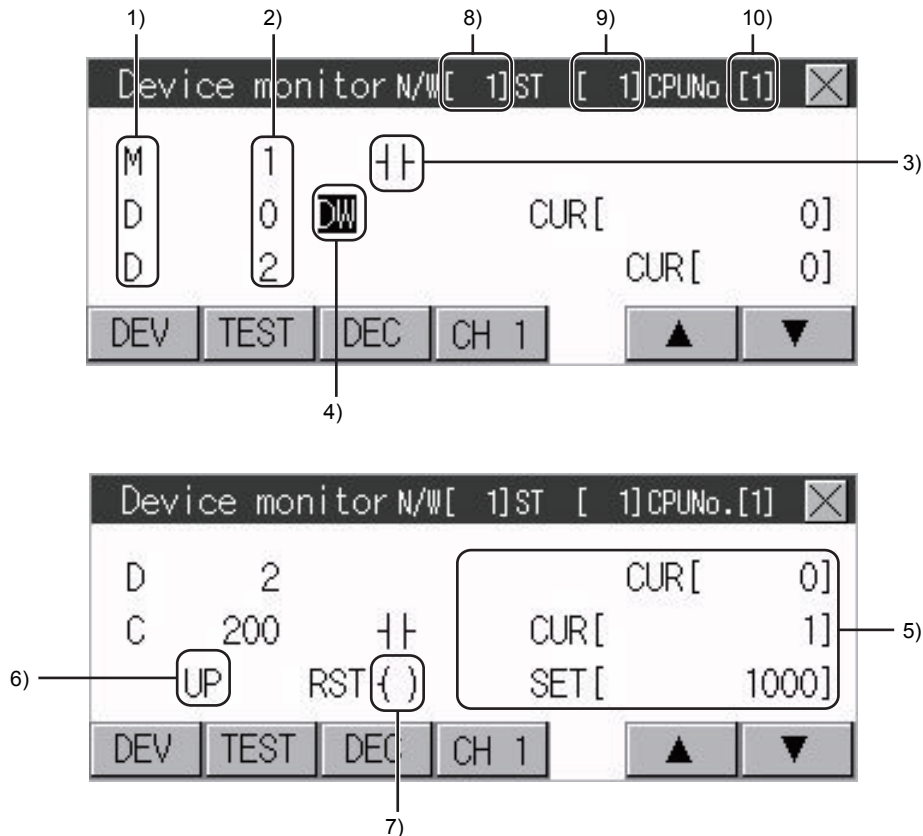 1) 2) 8) 9) 10)
Device monitor N/W[ 1] ST [ 1] CPUNo.[1]
M 1 ┤├ 3)
D 0 DW CUR[ 0]
D 2 CUR[ 0]
DEV TEST DEC CH 1 ▲ ▼
4)
Device monitor N/W[ 1] ST [ 1] CPUNo.[1]
D 2 CUR[ 0]
C 200 ┤├ CUR[ 1] 5)
6) UP RST ( ) SET[ 1000]
DEV TEST DEC CH 1 ▲ ▼
7)